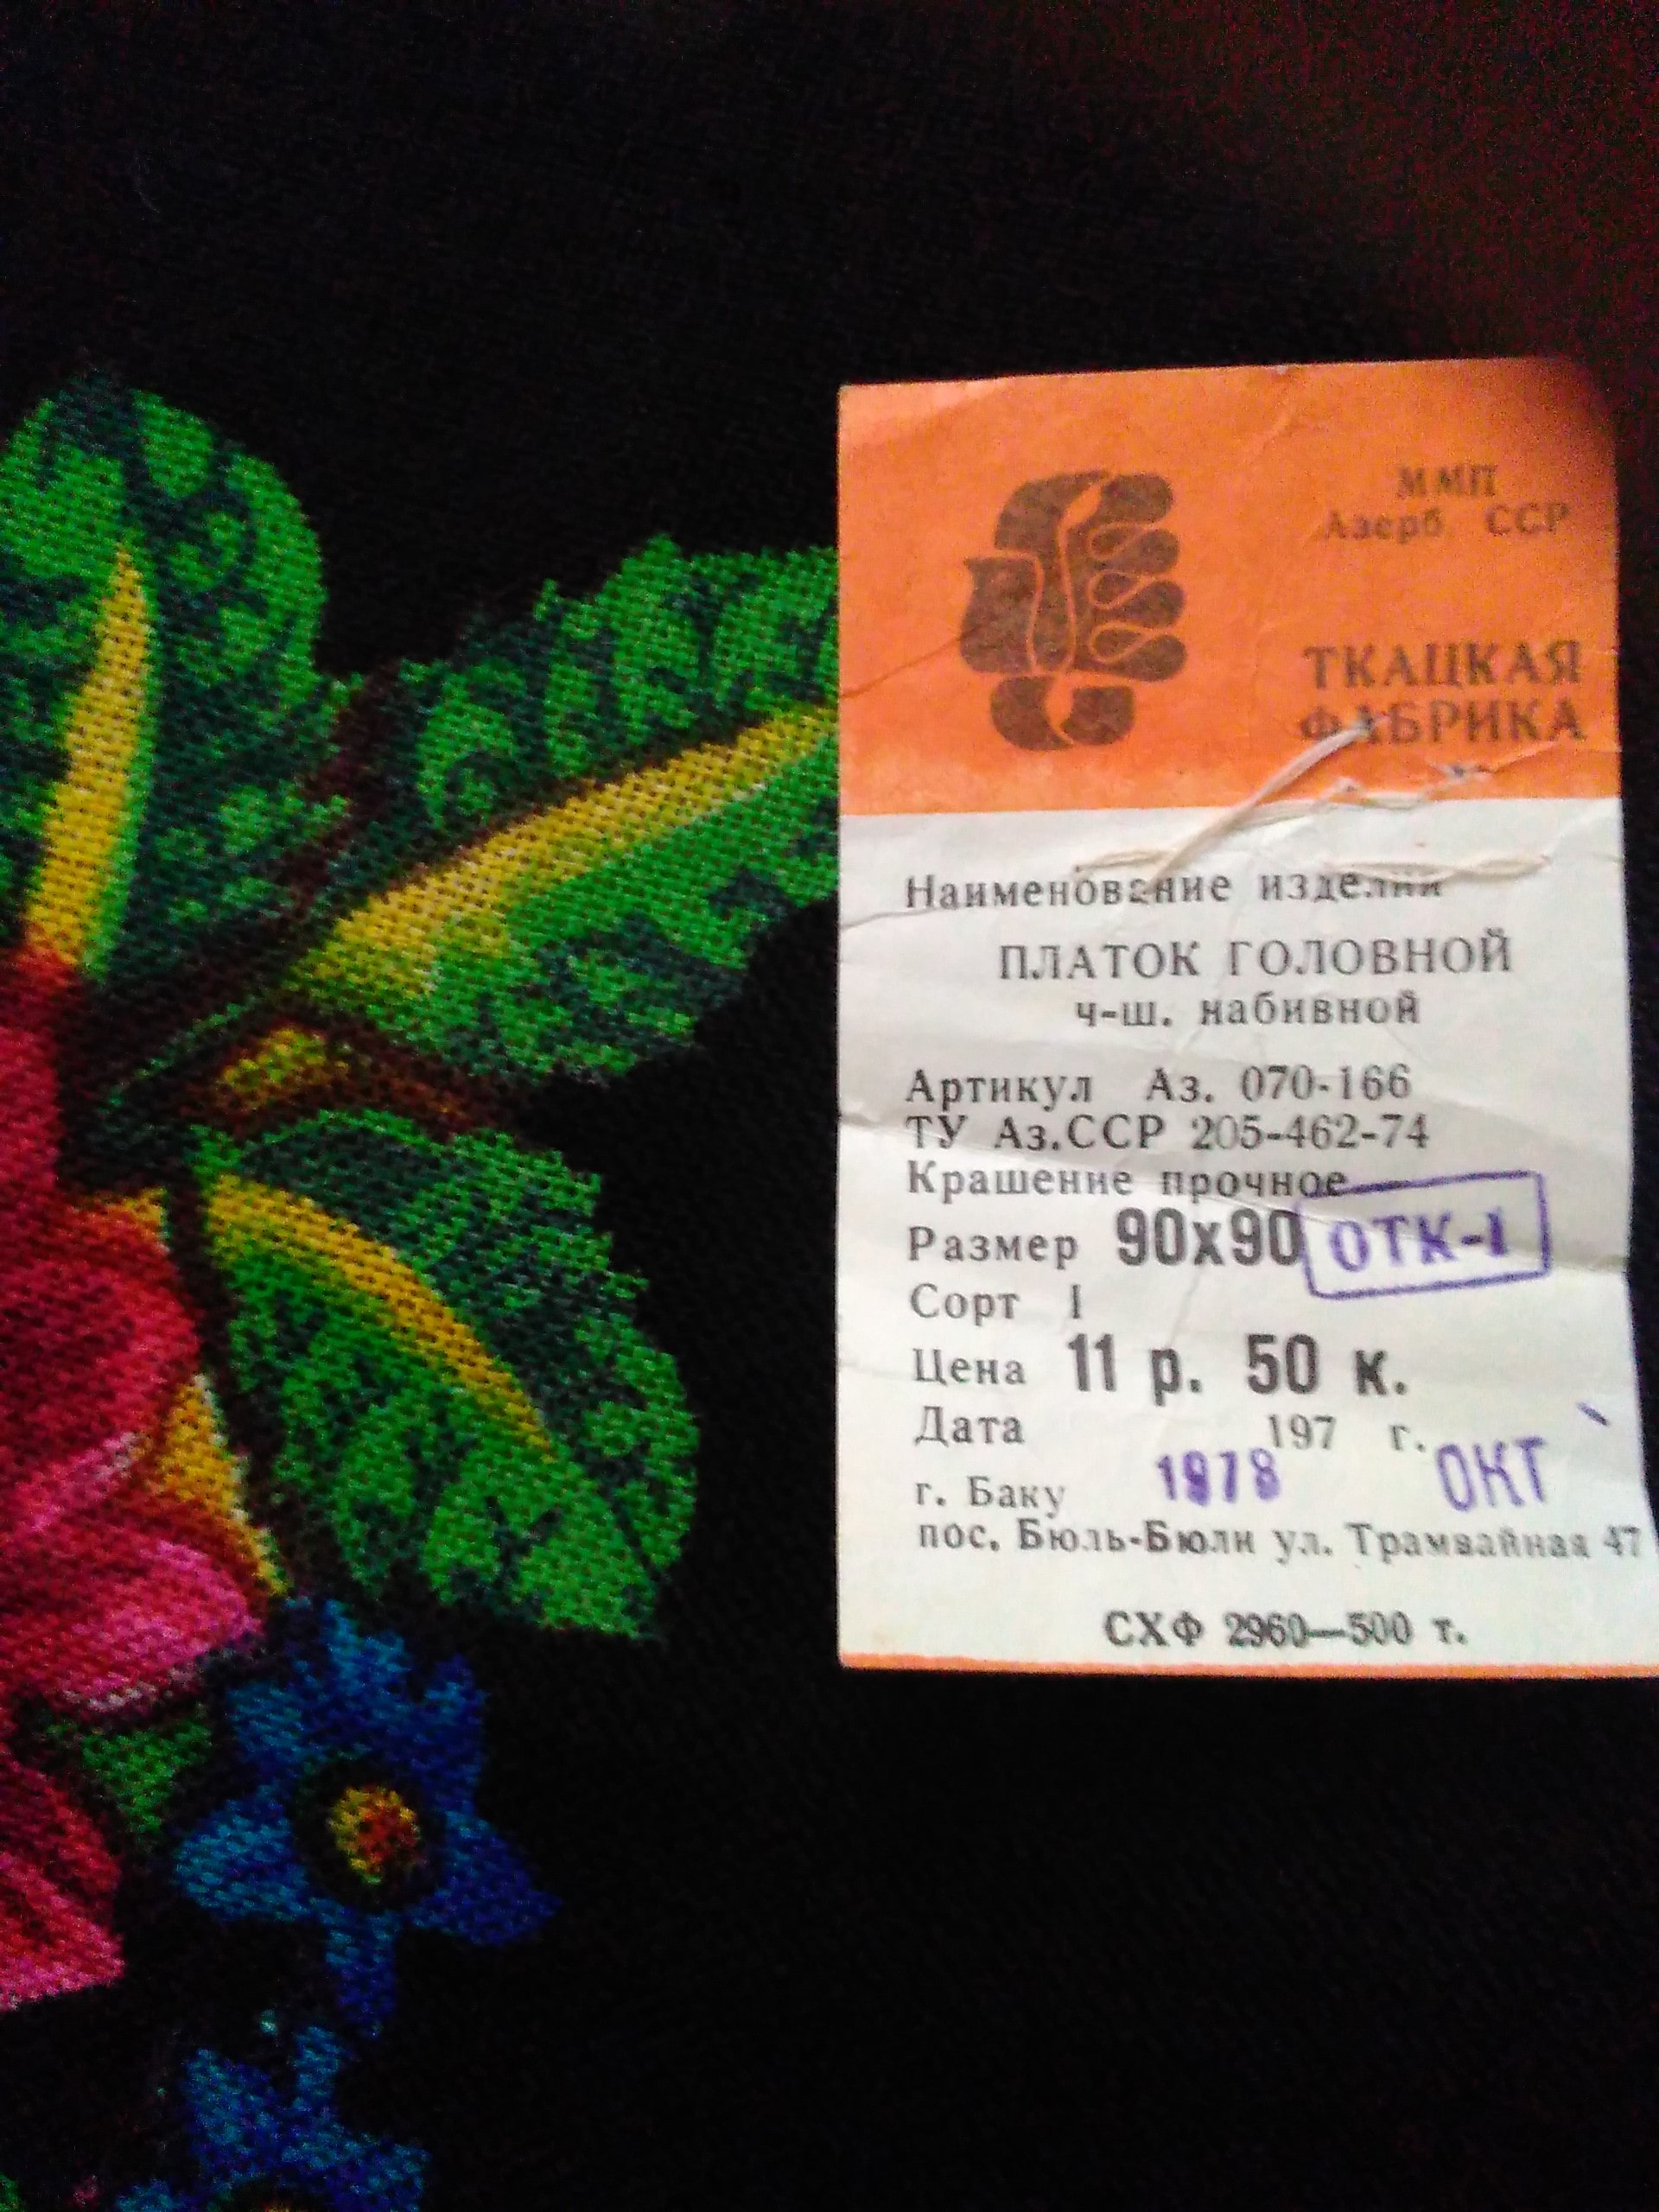 ММП
Азерб ССР
ТКАЦКАЯ
ФАБРИКА
Наименование изделия
ПЛАТОК ГОЛОВНОЙ
ч-ш. набивной
Артикул Аз. 070-166
ТУ Аз.ССР 205-462-74
Крашение прочное
Размер 90х90 ОТК-1
Сорт I
Цена 11 р. 50 к.
Дата 197 г.
1978 ОКТ
г. Баку
пос. Бюль-Бюли ул. Трамвайная 47
СХФ 2960—500 т.